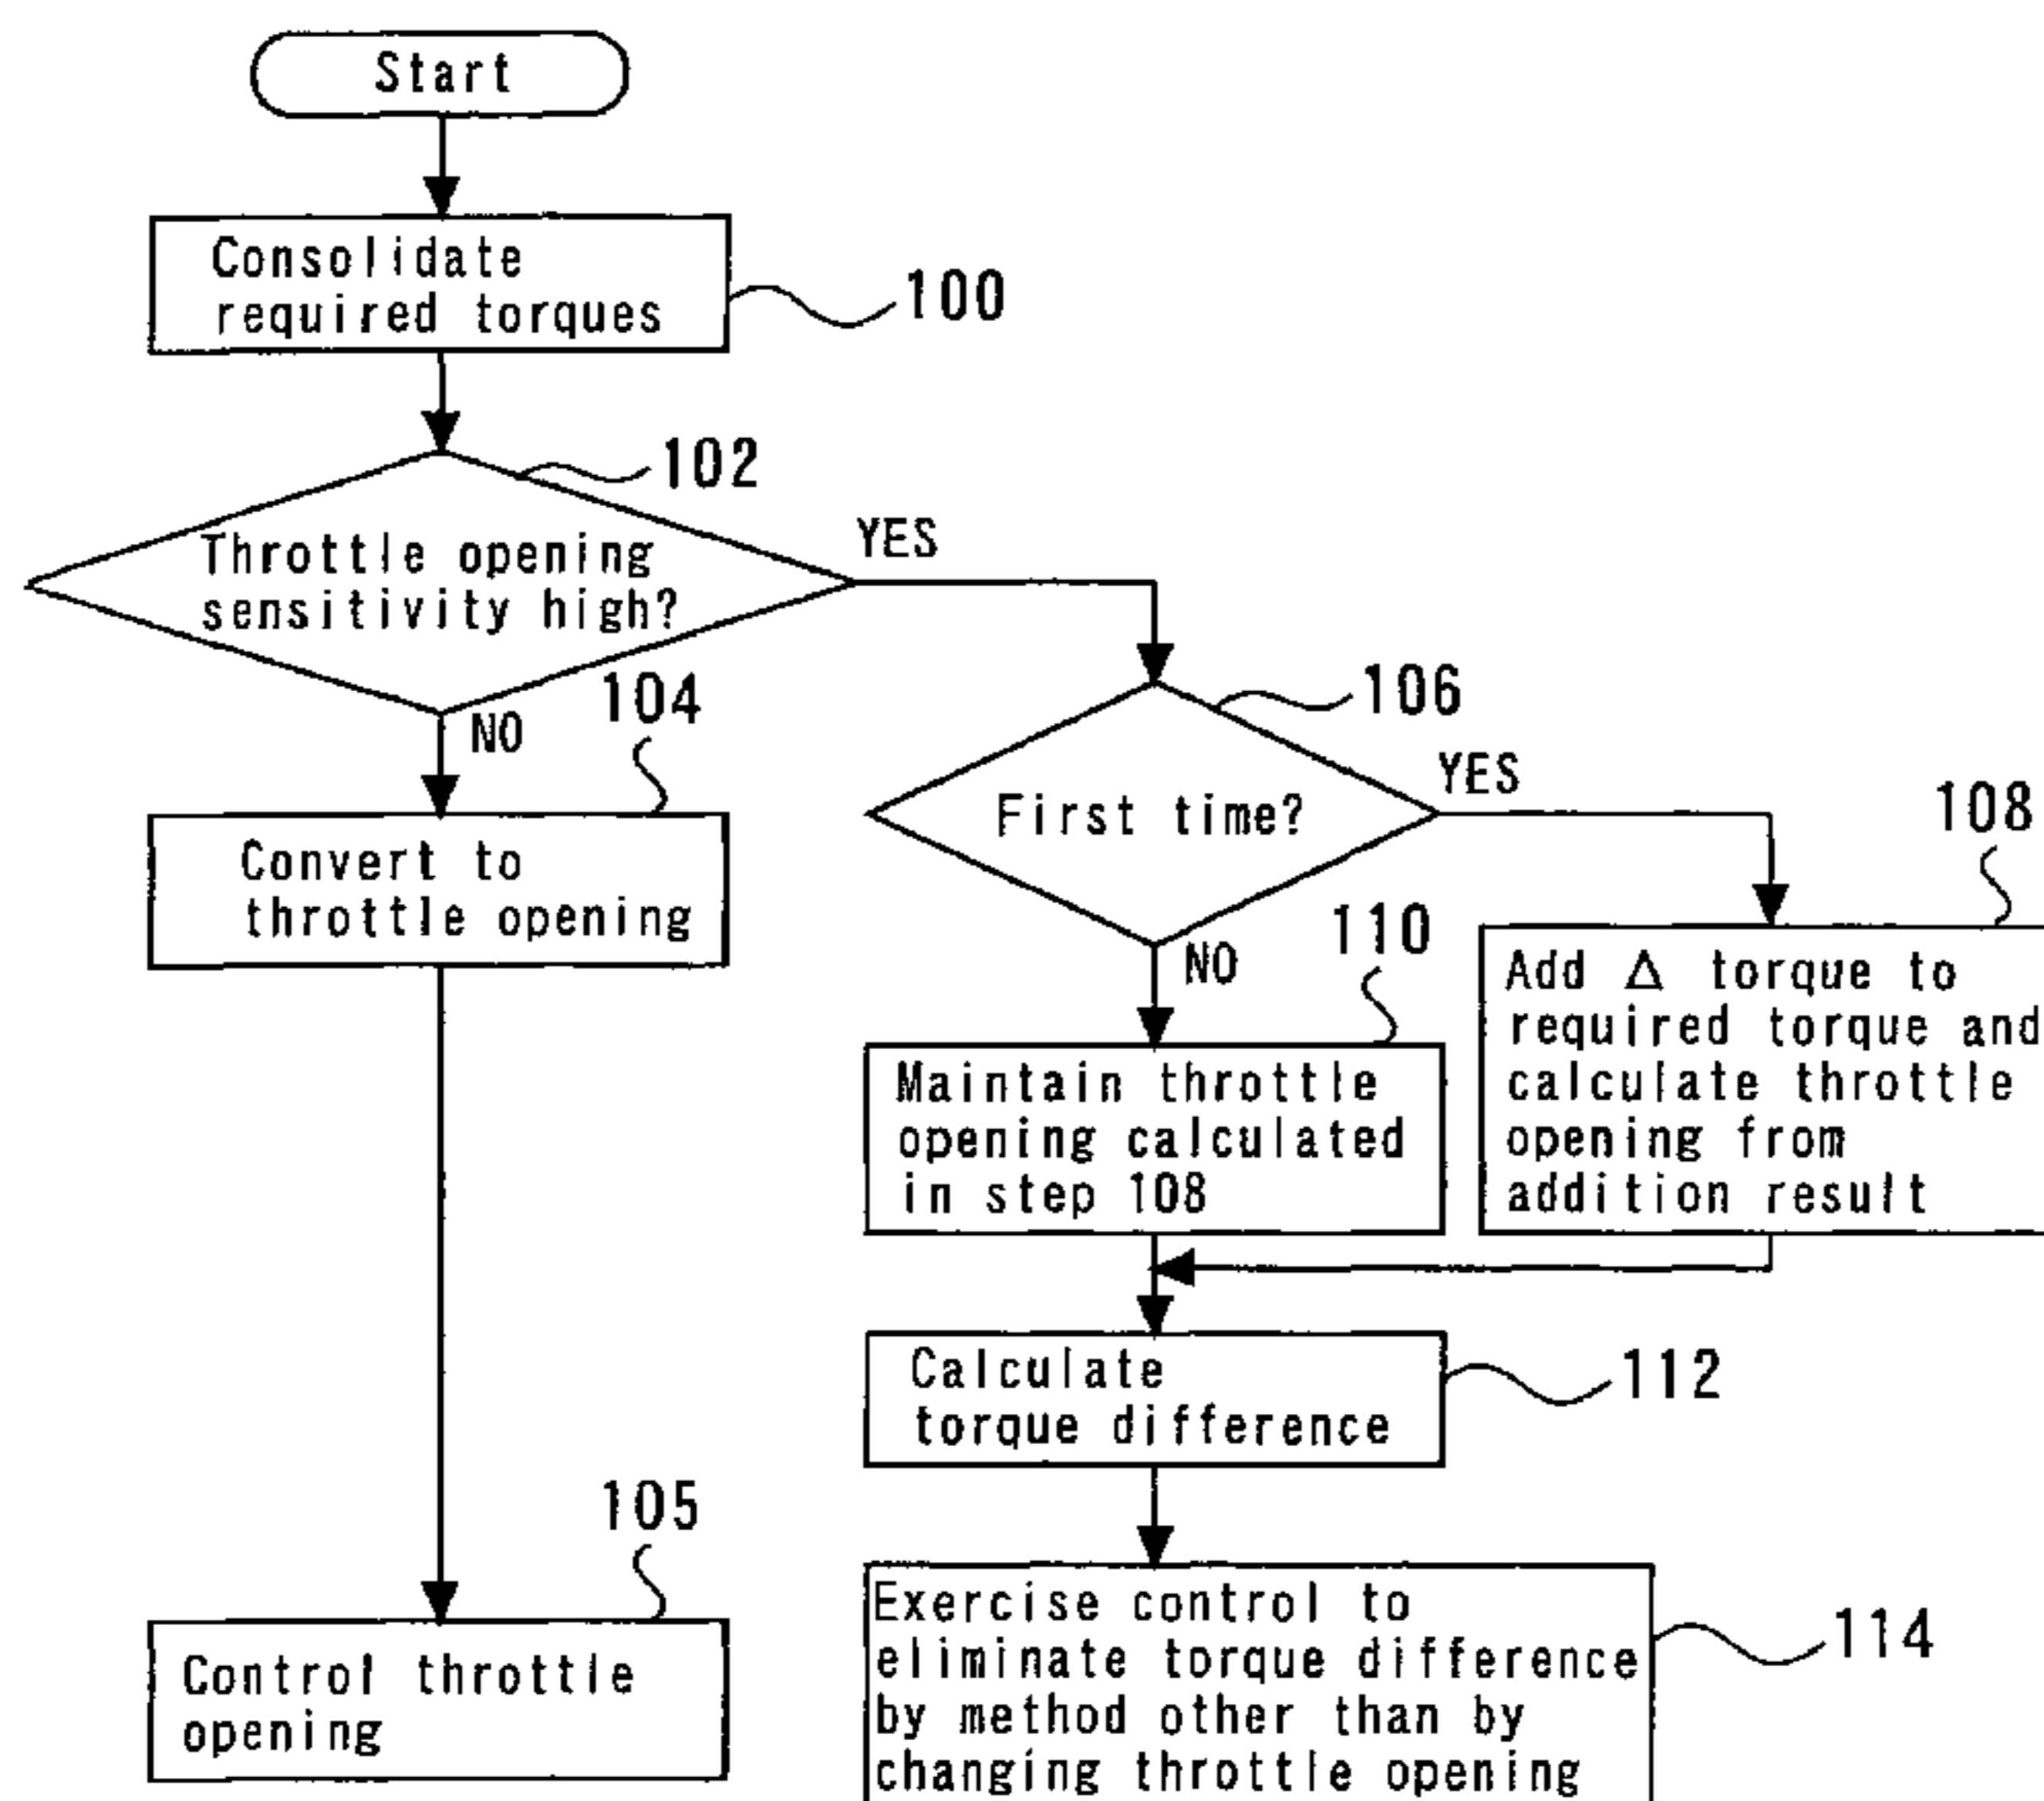 Start
Consolidate
required torques
100
102
Throttle opening
sensitivity high?
YES
NO
104
Convert to
throttle opening
106
First time?
YES
NO
108
Add Δ torque to
required torque and
calculate throttle
opening from
addition result
110
Maintain throttle
opening calculated
in step 108
112
Calculate
torque difference
105
Control throttle
opening
114
Exercise control to
eliminate torque difference
by method other than by
changing throttle opening